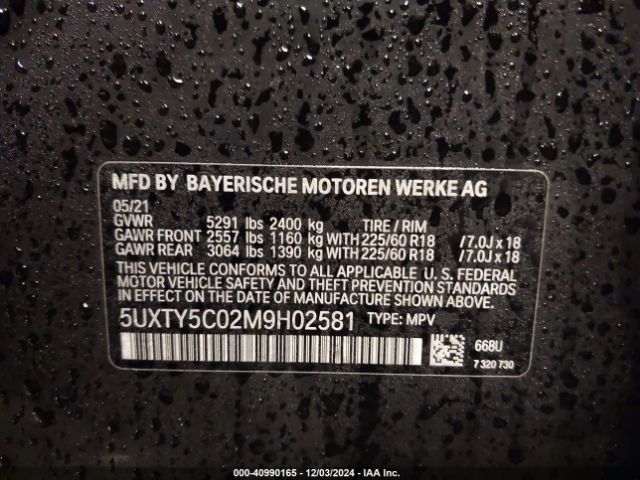 MFD BY BAYERISCHE MOTOREN WERKE AG
05/21
GVWR 5291 lbs 2400 kg TIRE / RIM
GAWR FRONT 2557 lbs 1160 kg WITH 225/60 R18 /7.0J x 18
GAWR REAR 3064 lbs 1390 kg WITH 225/60 R18 /7.0J x 18
THIS VEHICLE CONFORMS TO ALL APPLICABLE U. S. FEDERAL
MOTOR VEHICLE SAFETY AND THEFT PREVENTION STANDARDS
IN EFFECT ON THE DATE OF MANUFACTURE SHOWN ABOVE.
5UXTY5C02M9H02581 TYPE: MPV
668U
7 320 730
000-40990165 - 12/03/2024 - IAA Inc.